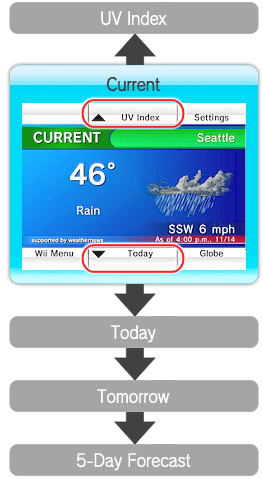 UV Index
Current
UV Index Settings
CURRENT Seattle
46°
Rain
SSW 6 mph
supported by weathernews As of 4:00 p.m., 11/14
Wii Menu Today Globe
Today
Tomorrow
5-Day Forecast